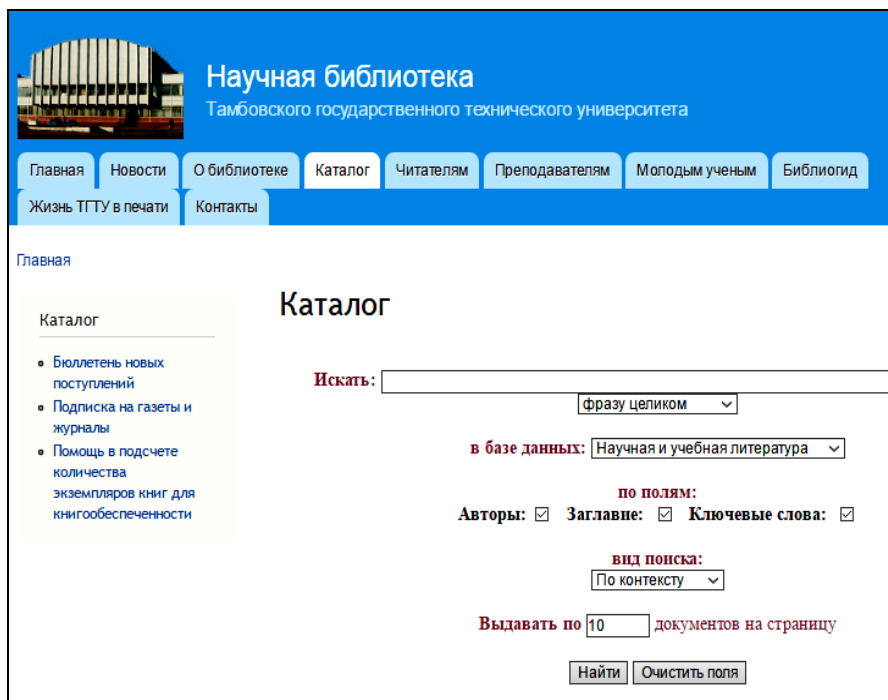 Научная библиотека
Тамбовского государственного технического университета
Главная Новости О библиотеке Каталог Читателям Преподавателям Молодым ученым Библиогид
Жизнь ТГТУ в печати Контакты
Главная
Каталог
Бюллетень новых
поступлений
Подписка на газеты и
журналы
Помощь в подсчете
количества
экземпляров книг для
книгообеспеченности
Каталог
Искать:
фразу целиком
в базе данных: Научная и учебная литература
по полям:
Авторы: Заглавие: Ключевые слова:
вид поиска:
По контексту
Выдавать по 10 документов на страницу
Найти Очистить поля